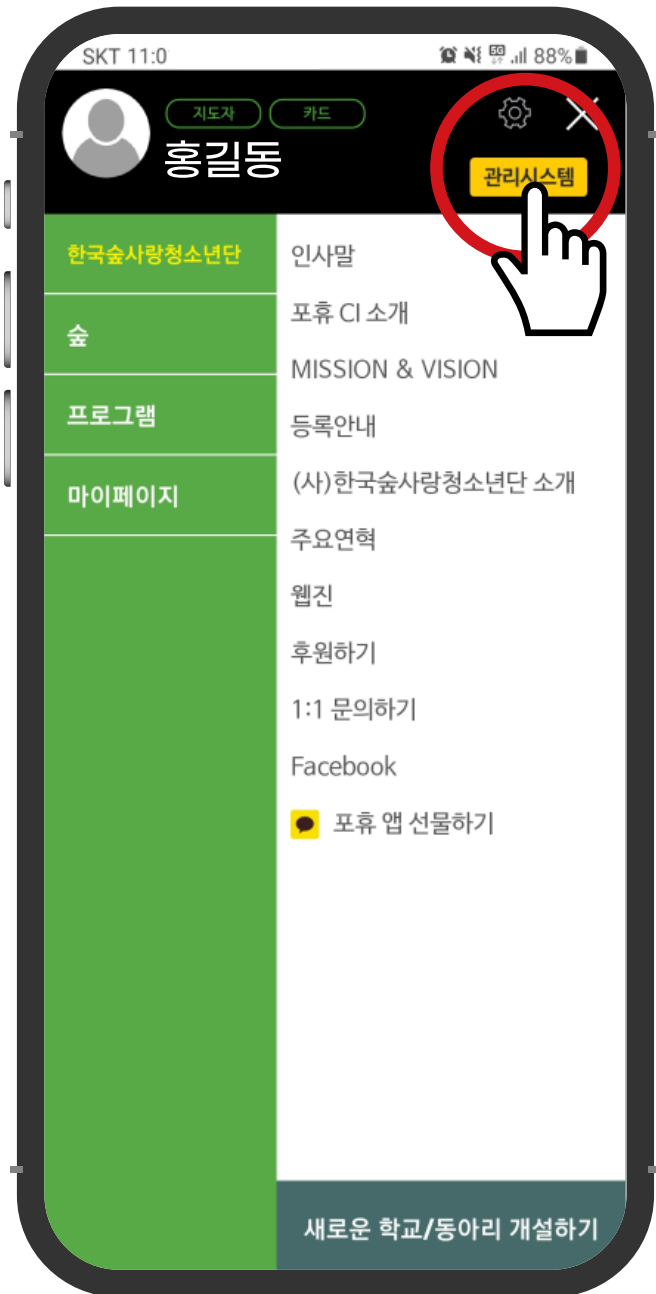 SKT 11:0
5G
88%
지도자 카드
홍길동
관리시스템
한국숲사랑청소년단
숲
프로그램
마이페이지
인사말
포휴 CI 소개
MISSION & VISION
등록안내
(사)한국숲사랑청소년단 소개
주요연혁
웹진
후원하기
1:1 문의하기
Facebook
포휴 앱 선물하기
새로운 학교/동아리 개설하기